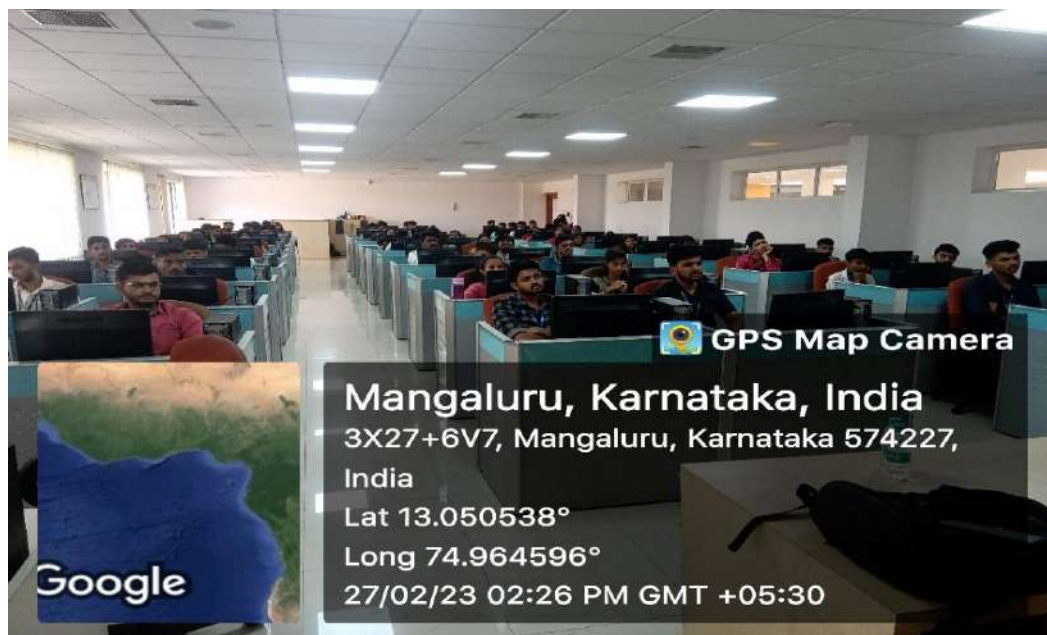 GPS Map Camera
Mangaluru, Karnataka, India
3X27+6V7, Mangaluru, Karnataka 574227,
India
Lat 13.050538°
Long 74.964596°
27/02/23 02:26 PM GMT +05:30
Google